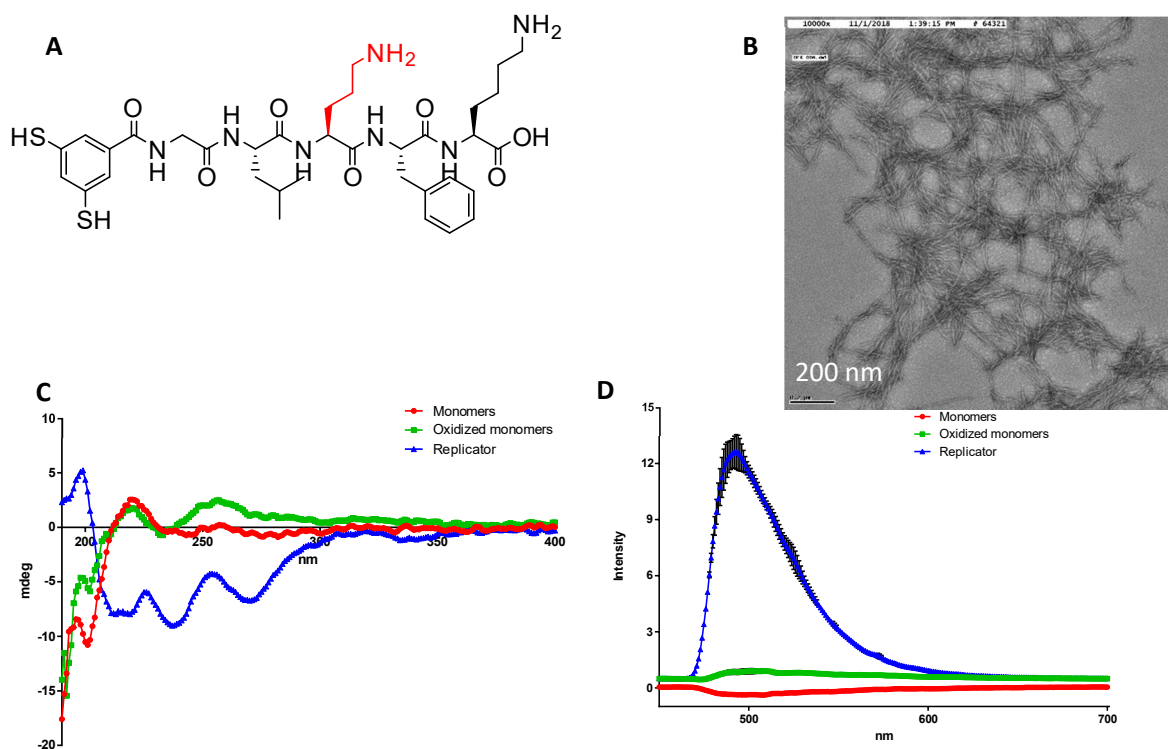 A
B
10000x 11/1/2018 1:39:15 PM # 64321
NH2
NH2
O
H
N
O
H
N
O
SH
N
H
O
N
H
O
N
H
OH
O
SH
200 nm
C
D
Monomers
Oxidized monomers
Replicator
Monomers
Oxidized monomers
Replicator
10
5
0
-5
-10
-15
-20
200
250
300
350
400
nm
mdeg
15
12
9
6
3
0
Intensity
500
600
700
nm